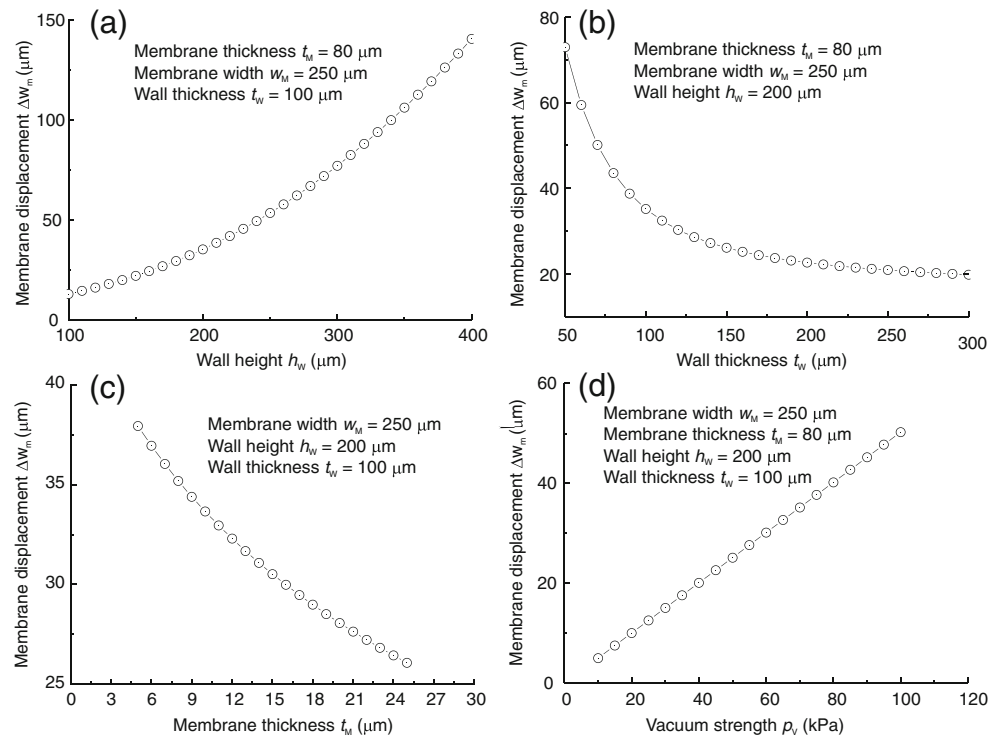 (a)
Membrane thickness t_M = 80 μm
Membrane width w_M = 250 μm
Wall thickness t_W = 100 μm
Membrane displacement Δw_m (μm)
150
100
50
0
100
200
300
400
Wall height h_W (μm)
(b)
Membrane thickness t_M = 80 μm
Membrane width w_M = 250 μm
Wall height h_W = 200 μm
Membrane displacement Δw_m (μm)
80
60
40
20
50
100
150
200
250
300
Wall thickness t_W (μm)
(c)
Membrane width w_M = 250 μm
Wall height h_W = 200 μm
Wall thickness t_W = 100 μm
Membrane displacement Δw_m (μm)
40
35
30
25
0
3
6
9
12
15
18
21
24
27
30
Membrane thickness t_M (μm)
(d)
Membrane width w_M = 250 μm
Membrane thickness t_M = 80 μm
Wall height h_W = 200 μm
Wall thickness t_W = 100 μm
Membrane displacement Δw_m (μm)
60
40
20
0
0
20
40
60
80
100
120
Vacuum strength p_v (kPa)